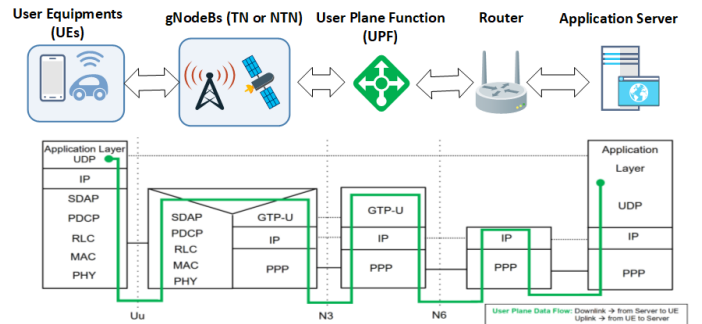 User Equipments
(UEs)
gNodeBs (TN or NTN)
User Plane Function
(UPF)
Router
Application Server
Application Layer
UDP
IP
SDAP
PDCP
RLC
MAC
PHY
SDAP
PDCP
RLC
MAC
PHY
GTP-U
IP
PPP
GTP-U
IP
PPP
IP
PPP
Application
Layer
UDP
IP
PPP
Uu
N3
N6
User Plane Data Flow: Downlink → from Server to UE
Uplink → from UE to Server